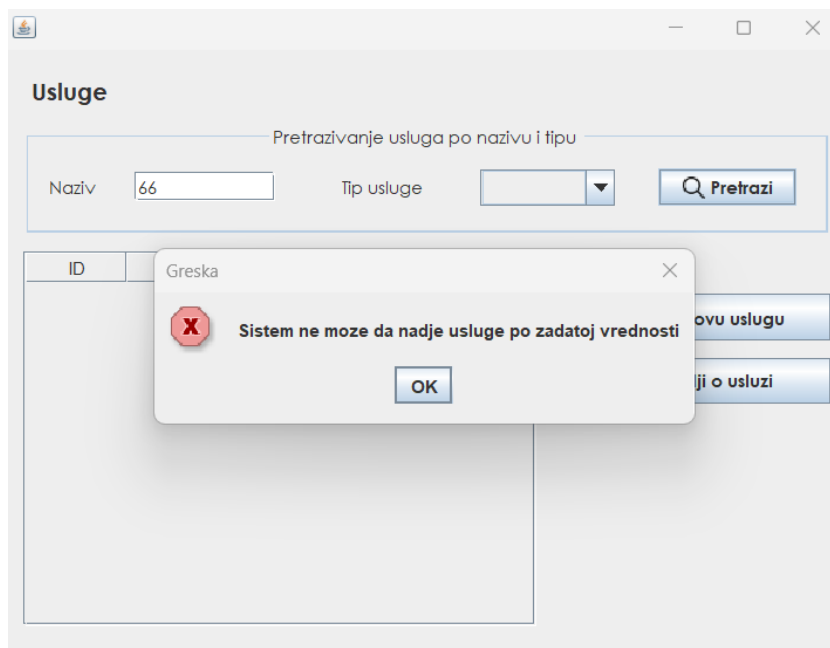 Usluge
Pretrazivanje usluga po nazivu i tipu
Naziv 66 Tip usluge Pretrazi
ID
Greska
Sistem ne moze da nadje usluge po zadatoj vrednosti
OK
ovu uslugu
lji o usluzi